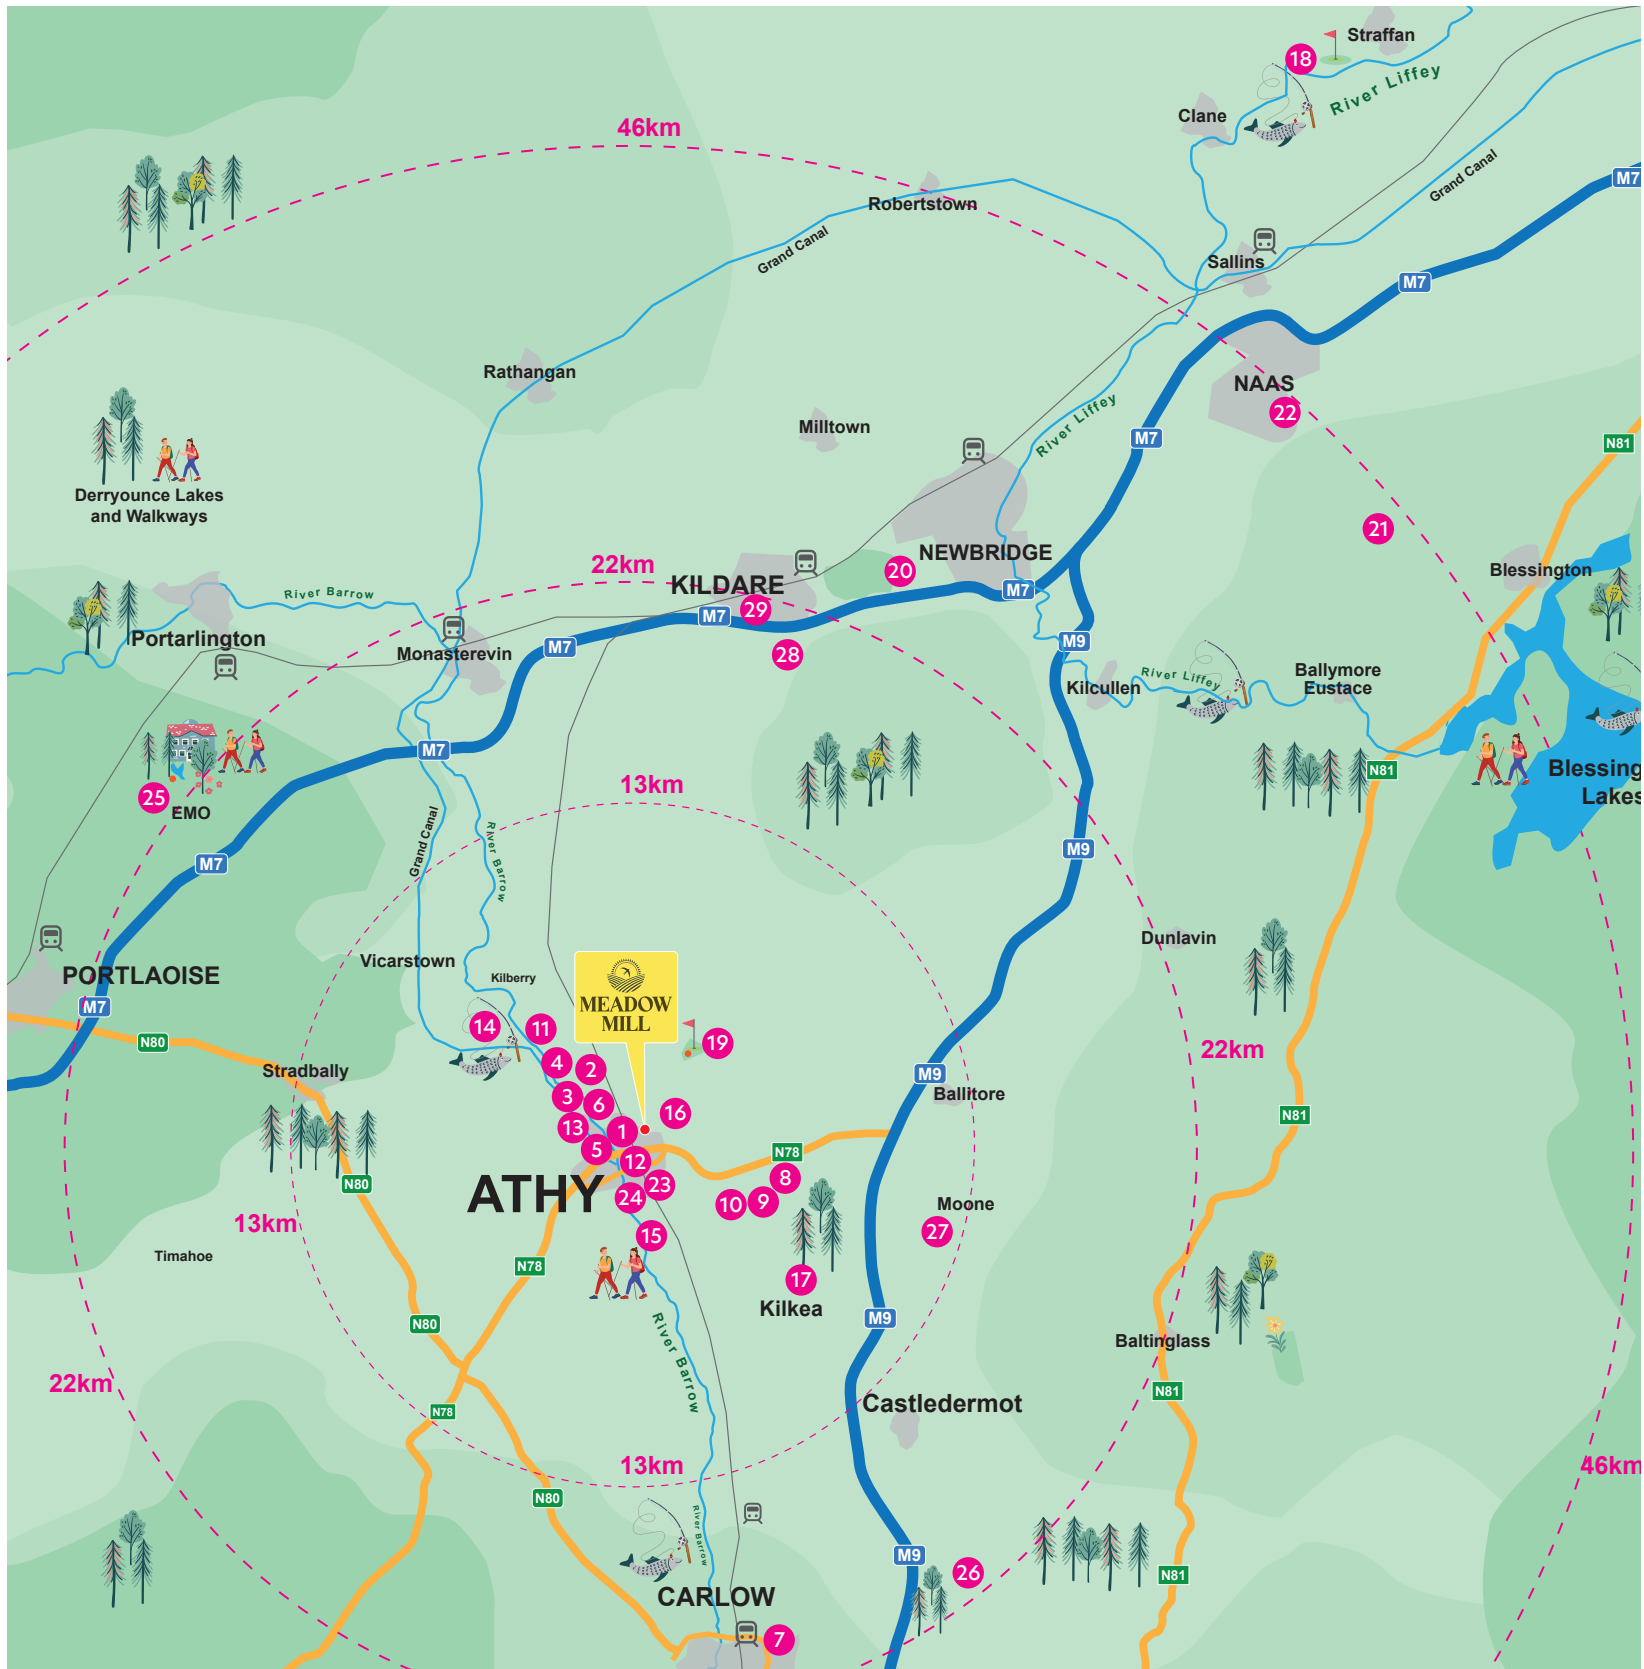 Straffan
18
River Liffey
Clane
46km
Grand Canal
M7
Robertstown
Grand Canal
Sallins
M7
Rathangan
NAAS
22
River Liffey
Milltown
M7
N81
Derryounce Lakes
and Walkways
21
NEWBRIDGE
22km
KILDARE
20
Blessington
River Barrow
M7
29
M7
Portarlington
M9
Monasterevin
M7
28
River Liffey
Ballymore
Eustace
Kilcullen
M7
N81
Blessing
Lakes
13km
25
EMO
Grand Canal
River Barrow
M7
M9
Dunlavin
Vicarstown
PORTLAOISE
Kilberry
M7
MEADOW
MILL
14
11
19
N80
22km
4
2
Stradbally
M9
Ballitore
3
6
16
N81
13
1
5
N78
12
8
N80
ATHY
23
24
10
9
Moone
13km
27
15
Timahoe
N78
17
Kilkea
M9
N80
River Barrow
Baltinglass
22km
N81
Castledermot
N78
13km
46km
N80
River Barrow
M9
26
N81
CARLOW
7